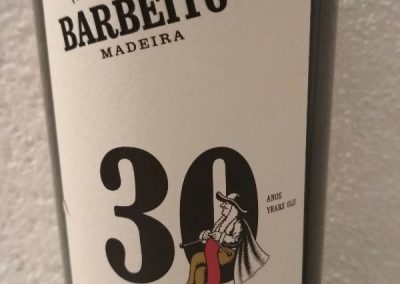 BARBEITO
MADEIRA
30
ANOS
YEARS OLD